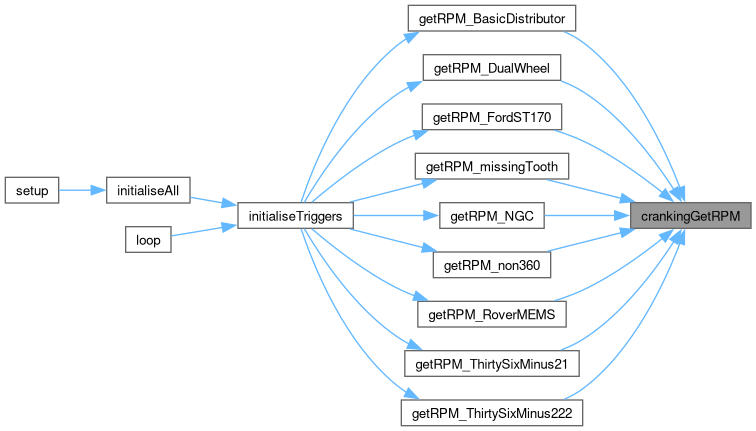 getRPM_BasicDistributor
getRPM_DualWheel
getRPM_FordST170
getRPM_missingTooth
setup
initialiseAll
initialiseTriggers
getRPM_NGC
crankingGetRPM
loop
getRPM_non360
getRPM_RoverMEMS
getRPM_ThirtySixMinus21
getRPM_ThirtySixMinus222